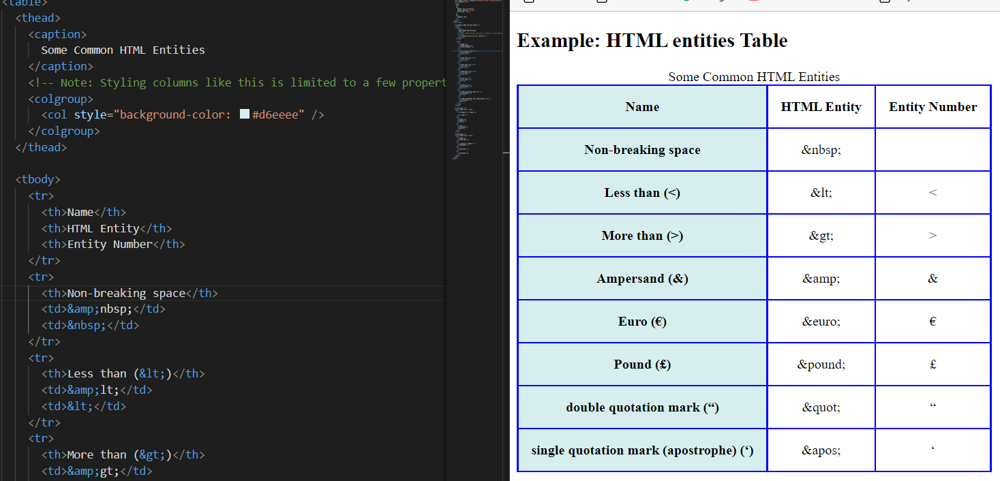 <table>
<thead>
<caption>
Some Common HTML Entities
</caption>
<!-- Note: Styling columns like this is limited to a few propert
<colgroup>
<col style="background-color: #d6eeee" />
</colgroup>
</thead>
<tbody>
<tr>
<th>Name</th>
<th>HTML Entity</th>
<th>Entity Number</th>
</tr>
<tr>
<th>Non-breaking space</th>
<td>&amp;nbsp;</td>
<td>&nbsp;</td>
</tr>
<tr>
<th>Less than (&lt;)</th>
<td>&amp;lt;</td>
<td>&lt;</td>
</tr>
<tr>
<th>More than (&gt;)</th>
<td>&amp;gt;</td>
Example: HTML entities Table
Some Common HTML Entities
Name HTML Entity Entity Number
Non-breaking space &nbsp;
Less than (<) &lt; <
More than (>) &gt; >
Ampersand (&) &amp; &
Euro (€) &euro; €
Pound (£) &pound; £
double quotation mark (“) &quot; “
single quotation mark (apostrophe) (‘) &apos; ‘